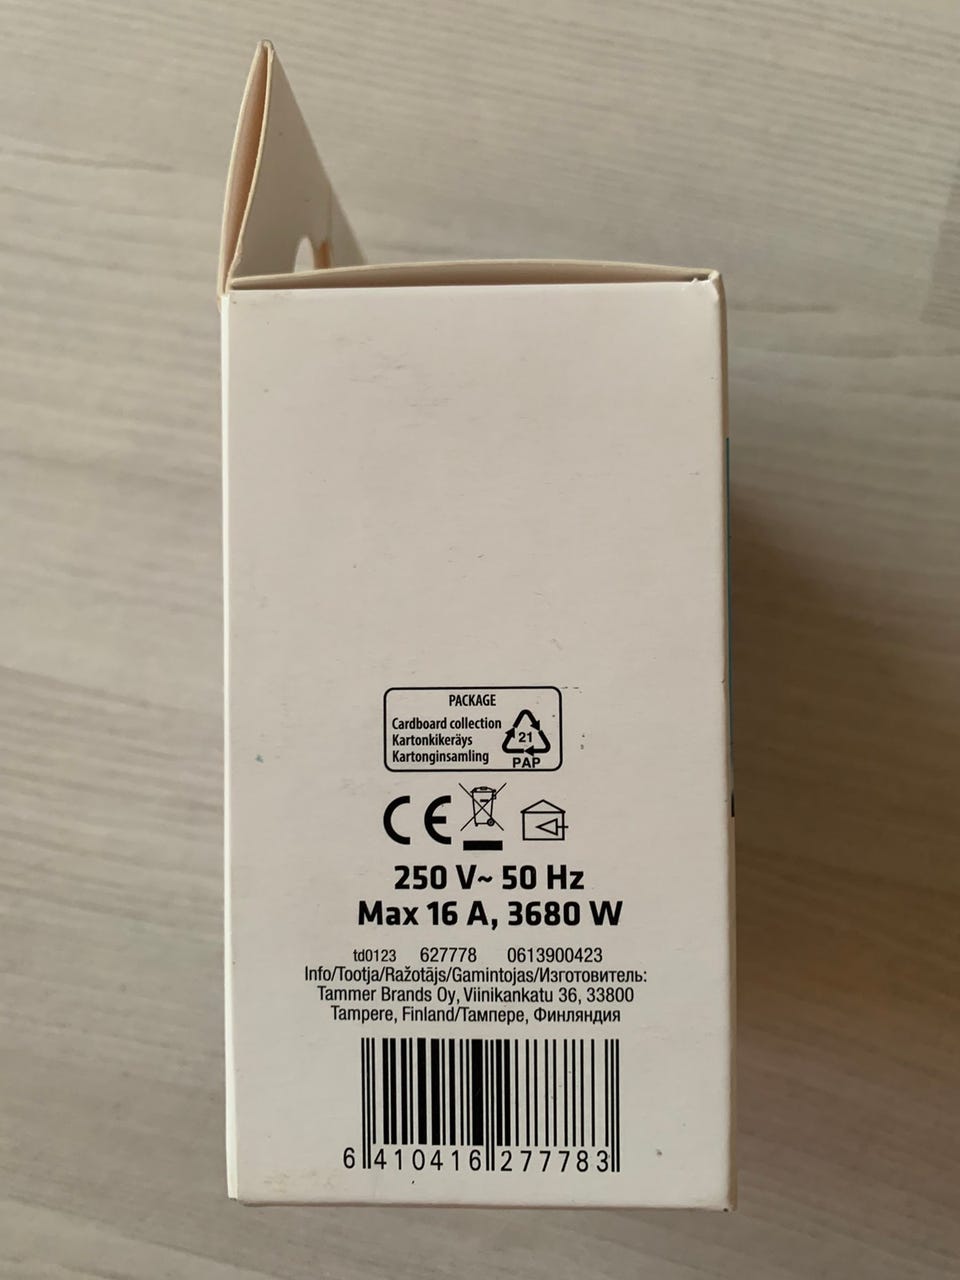 PACKAGE
Cardboard collection
Kartonkikeräys
Kartonginsamling
21
PAP
CE
250 V~ 50 Hz
Max 16 A, 3680 W
td0123 627778 0613900423
Info/Tootja/Ražotājs/Gamintojas/Изготовитель:
Tammer Brands Oy, Viinikankatu 36, 33800
Tampere, Finland/Тампере, Финляндия
6 410416 277783